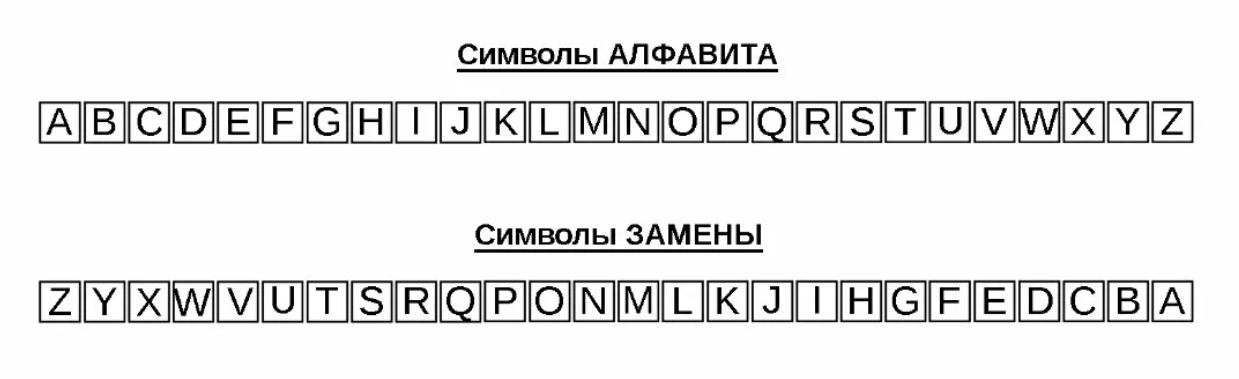 Символы АЛФАВИТА
A B C D E F G H I J K L M N O P Q R S T U V W X Y Z
Символы ЗАМЕНЫ
Z Y X W V U T S R Q P O N M L K J I H G F E D C B A